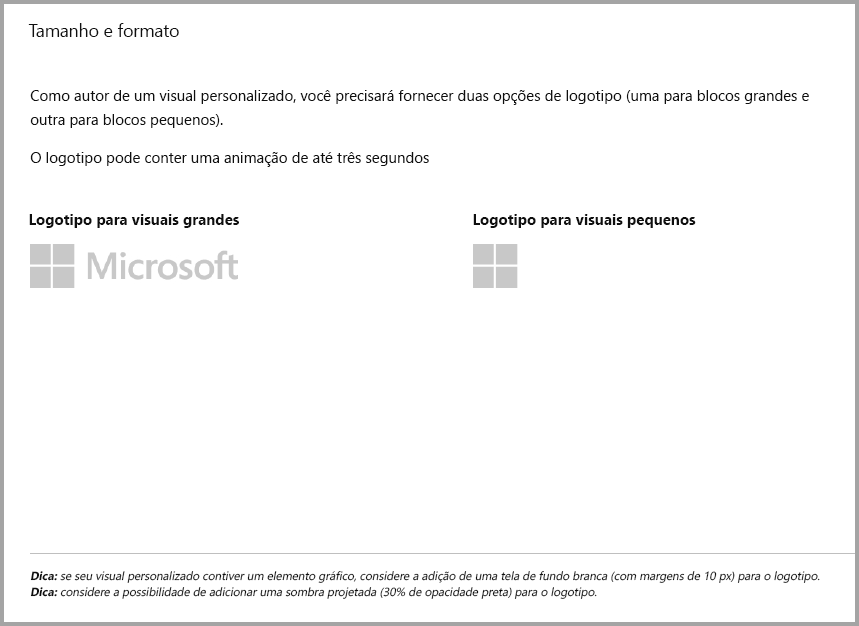 Tamanho e formato
Como autor de um visual personalizado, você precisará fornecer duas opções de logotipo (uma para blocos grandes e
outra para blocos pequenos).
O logotipo pode conter uma animação de até três segundos
Logotipo para visuais grandes
Microsoft
Logotipo para visuais pequenos
Dica: se seu visual personalizado contiver um elemento gráfico, considere a adição de uma tela de fundo branca (com margens de 10 px) para o logotipo.
Dica: considere a possibilidade de adicionar uma sombra projetada (30% de opacidade preta) para o logotipo.